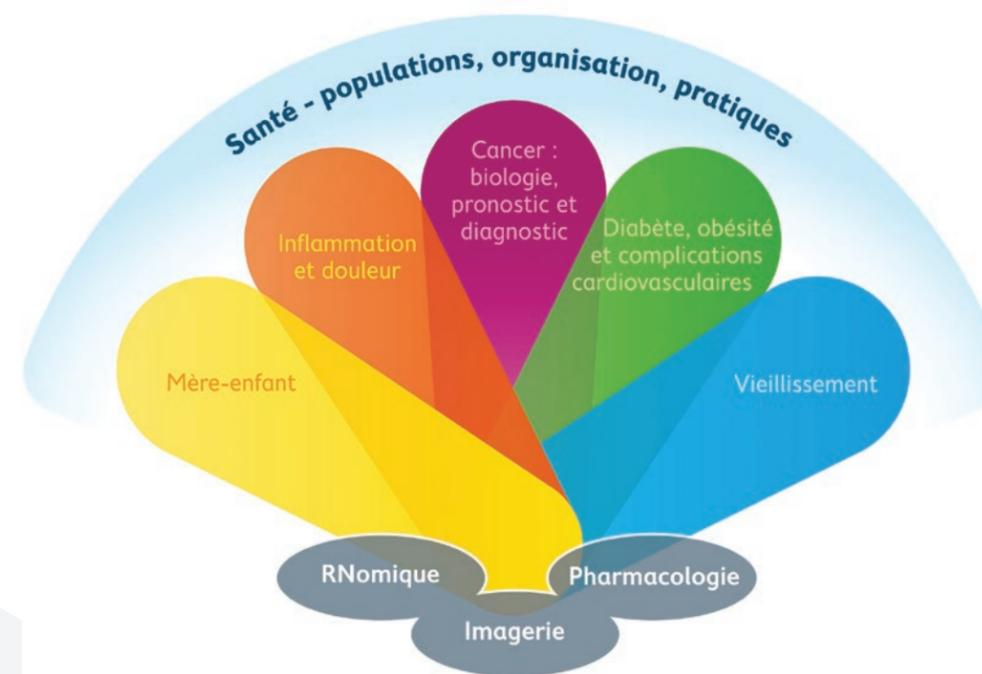 Santé - populations, organisation, pratiques
Cancer :
biologie,
pronostic et
diagnostic
Inflammation
et douleur
Diabète, obésité
et complications
cardiovasculaires
Mère-enfant
Vieillissement
RNomique
Pharmacologie
Imagerie